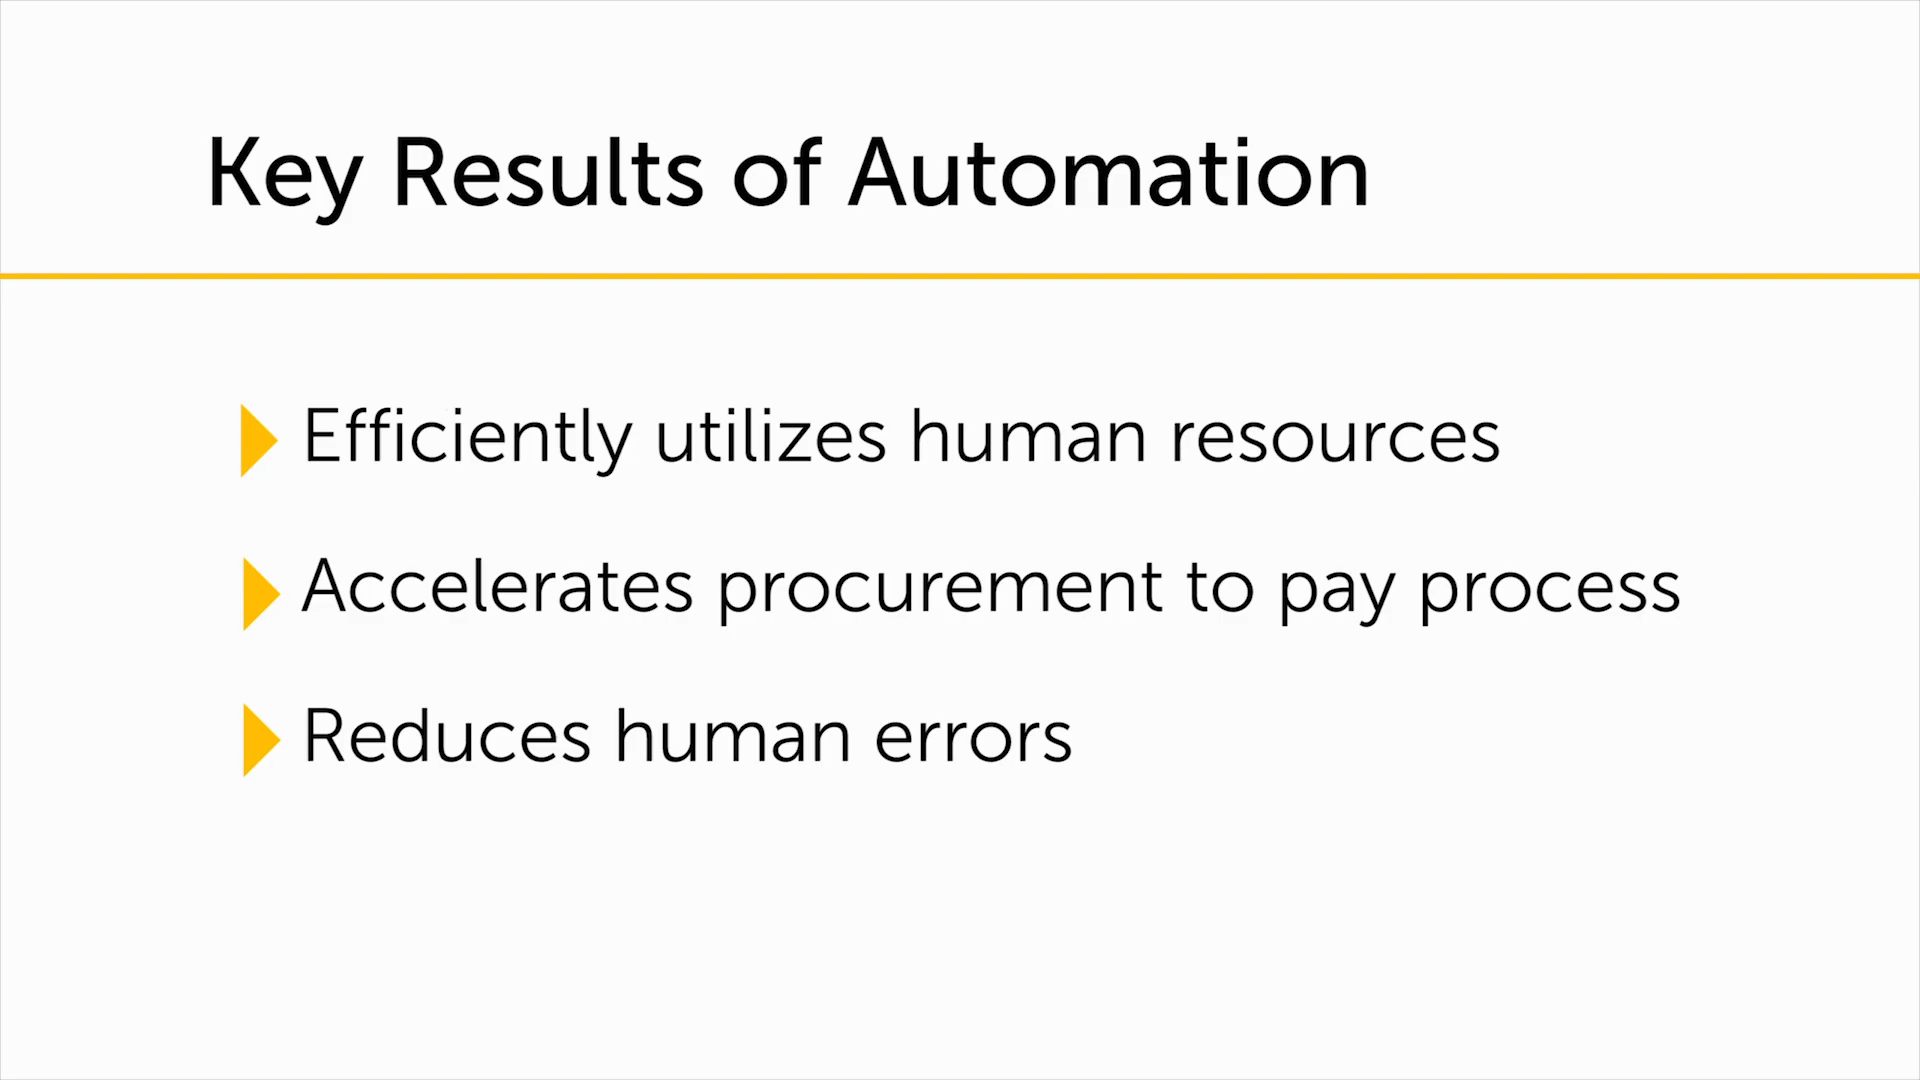 Key Results of Automation
Efficiently utilizes human resources
Accelerates procurement to pay process
Reduces human errors